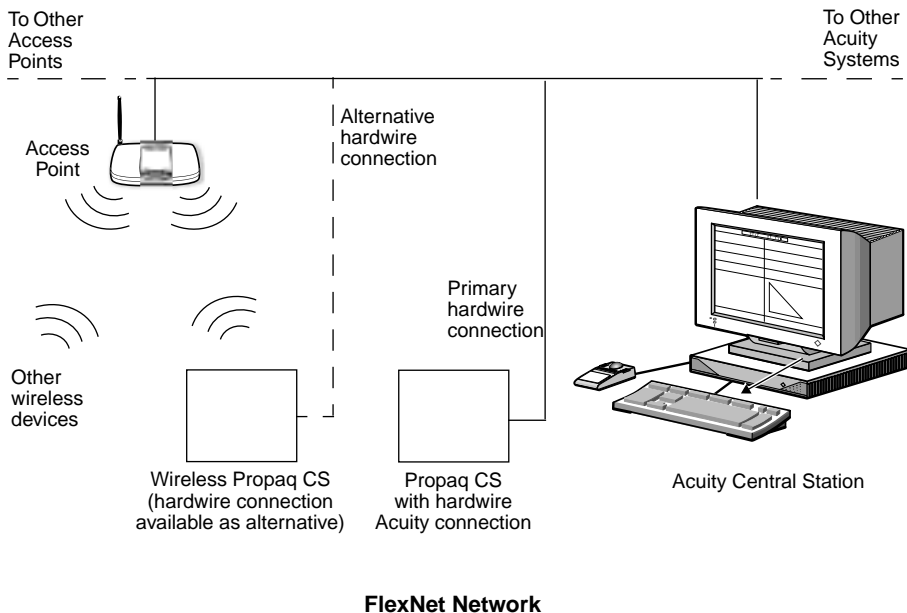 To Other
Access
Points
To Other
Acuity
Systems
Access
Point
Alternative
hardwire
connection
Primary
hardwire
connection
Other
wireless
devices
Wireless Propaq CS
(hardwire connection
available as alternative)
Propaq CS
with hardwire
Acuity connection
Acuity Central Station
FlexNet Network